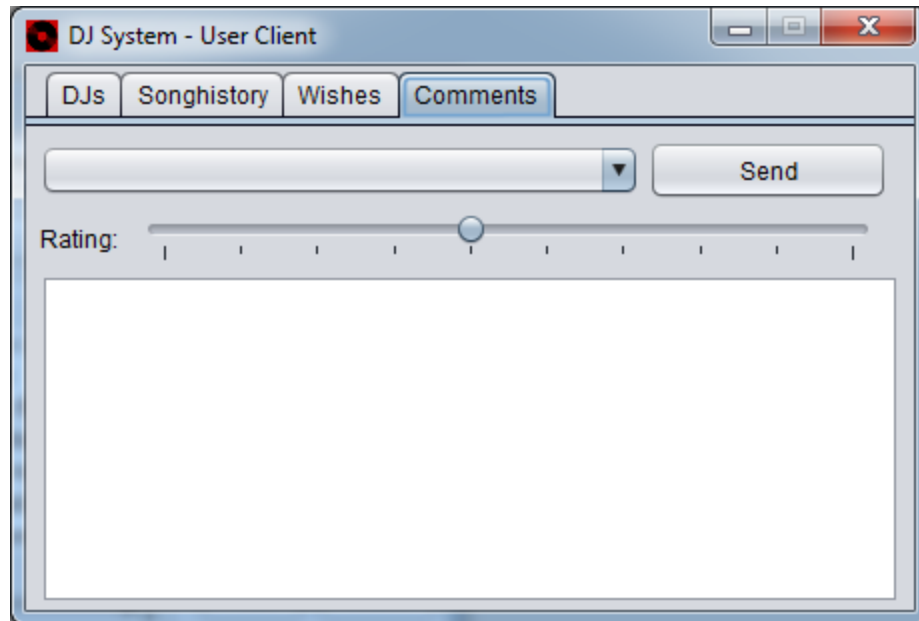 DJ System - User Client
DJs Songhistory Wishes Comments
Send
Rating: